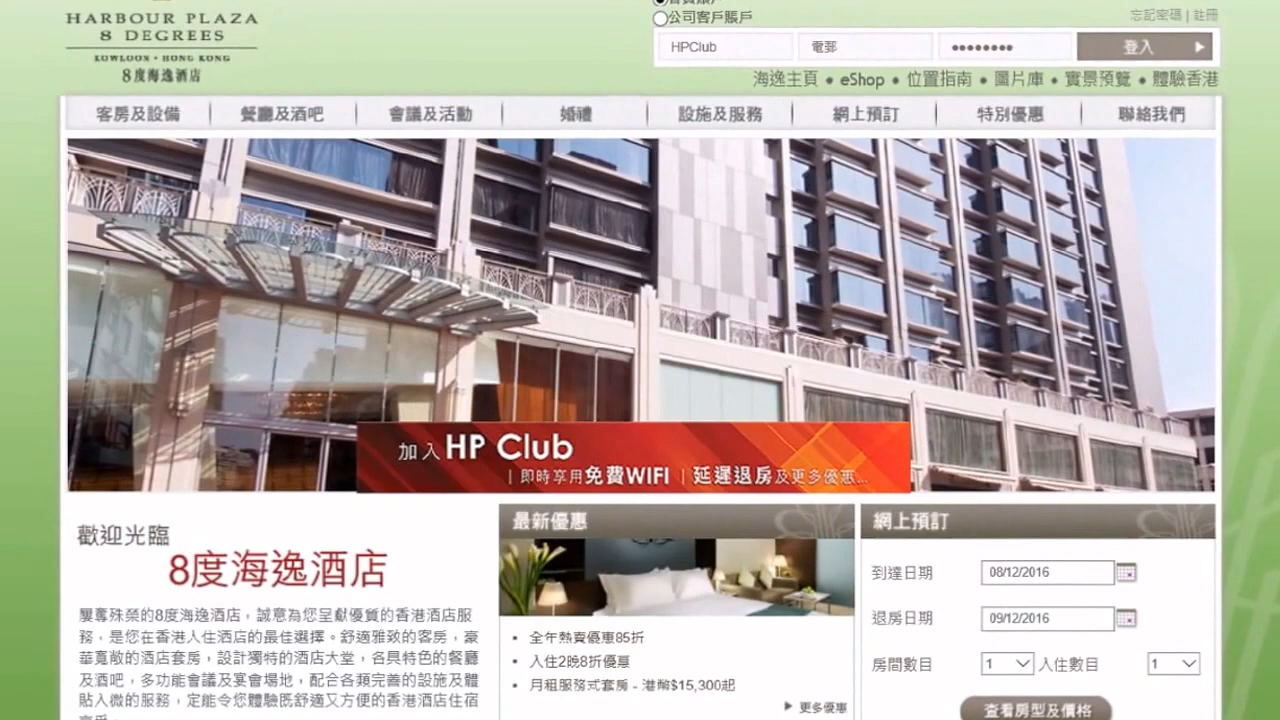 HARBOUR PLAZA
8 DEGREES
KOWLOON • HONG KONG
8度海逸酒店
公司客戶賬戶
忘記密碼 | 註冊
HPClub
電郵
••••••••
登入
海逸主頁 • eShop • 位置指南 • 圖片庫 • 實景預覽 • 體驗香港
客房及設備 | 餐廳及酒吧 | 會議及活動 | 婚禮 | 設施及服務 | 網上預訂 | 特別優惠 | 聯絡我們
加入 HP Club
| 即時享用免費WIFI | 延遲退房及更多優惠...
歡迎光臨
8度海逸酒店
屢奪殊榮的8度海逸酒店，誠意為您呈獻優質的香港酒店服
務，是您在香港入住酒店的最佳選擇。舒適雅致的客房，豪
華寬敞的酒店套房，設計獨特的酒店大堂，各具特色的餐廳
及酒吧，多功能會議及宴會場地，配合各類完善的設施及體
貼入微的服務，定能令您體驗既舒適又方便的香港酒店住宿
最新優惠
全年熱賣優惠85折
入住2晚8折優惠
月租服務式套房 - 港幣$15,300起
更多優惠
網上預訂
到達日期 08/12/2016
退房日期 09/12/2016
房間數目 1 入住數目 1
查看房型及價格